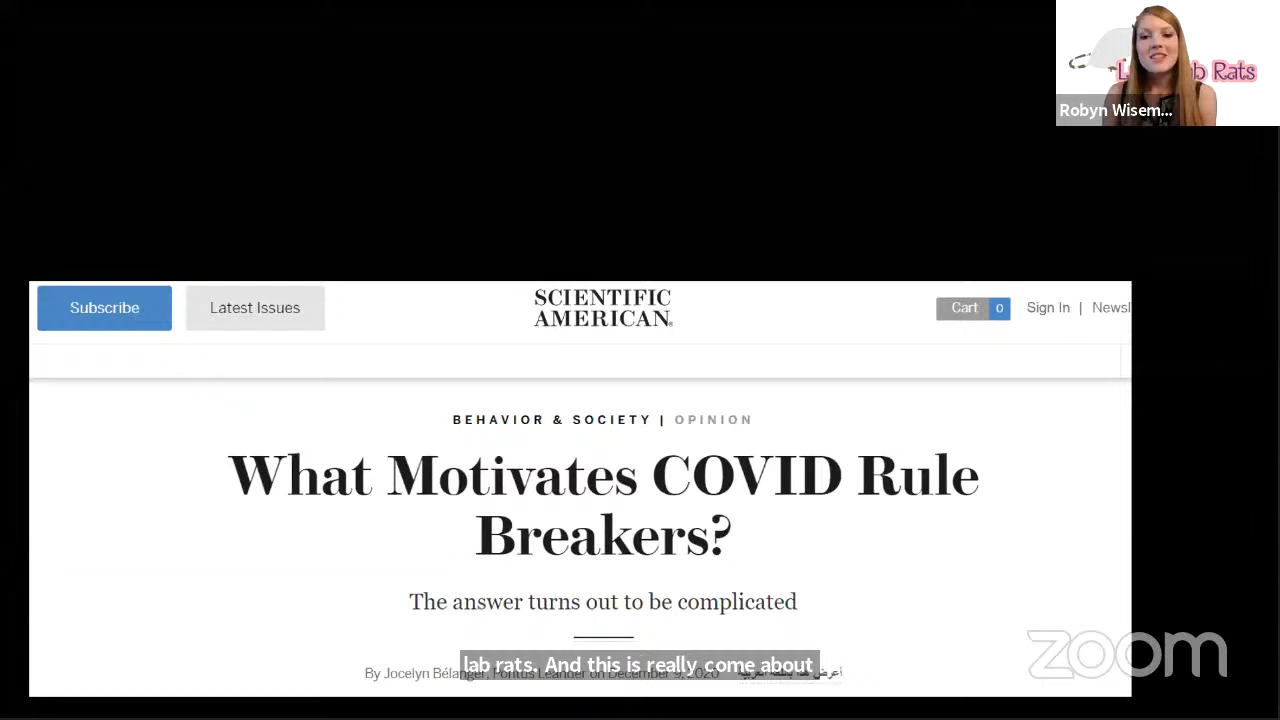 Rats
Robyn Wisem...
Subscribe
Latest Issues
SCIENTIFIC
AMERICAN
Cart 0
Sign In | Newsl
BEHAVIOR & SOCIETY | OPINION
What Motivates COVID Rule
Breakers?
The answer turns out to be complicated
lab rats. And this is really come about
By Jocelyn Bélanger, Pontus Leander on December 9, 2020
zoom